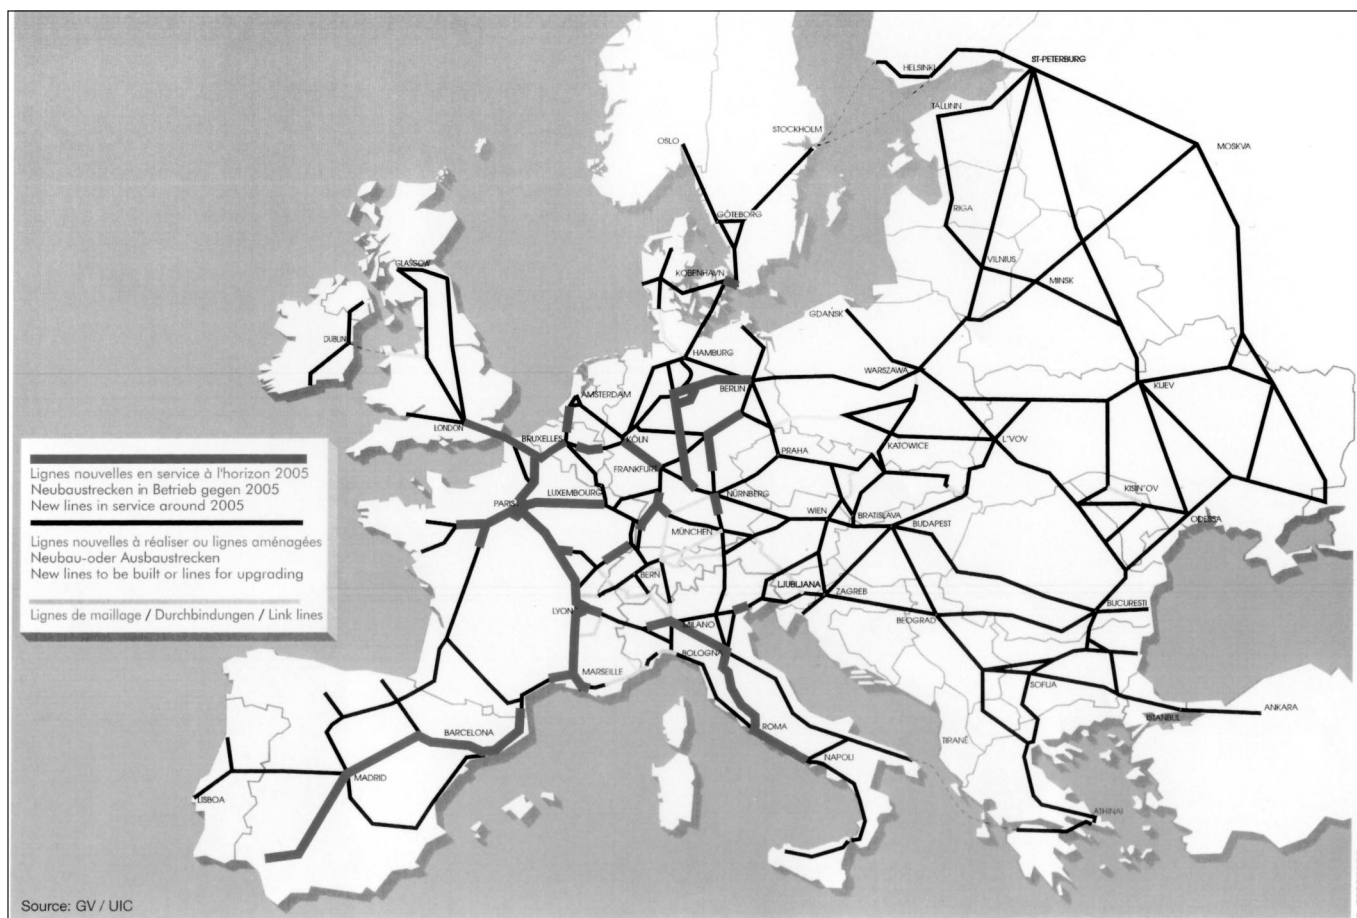 HELSINKI
ST-PETERBURG
TALLINN
STOCKHOLM
OSLO
MOSKVA
RIGA
GÖTEBORG
VILNIUS
GLASGOW
KOBENHAVN
MINSK
GDANSK
DUBLIN
HAMBURG
WARSZAWA
BERLIN
KIJEV
AMSTERDAM
LONDON
BRUXELLES
KÖLN
KATOWICE
L'VOV
PRAHA
FRANKFURT
LUXEMBOURG
NÜRNBERG
KISIN'OV
PARIS
WIEN
BRATISLAVA
ODESSA
MÜNCHEN
BUDAPEST
BERN
LJUBLJANA
ZAGREB
LYON
MILANO
BEOGRAD
BUCURESTI
BOLOGNA
MARSEILLE
SOFIJA
ANKARA
ISTANBUL
BARCELONA
ROMA
TIRANË
NAPOLI
MADRID
LISBOA
ATHINAI
Lignes nouvelles en service à l'horizon 2005
Neubaustrecken in Betrieb gegen 2005
New lines in service around 2005
Lignes nouvelles à réaliser ou lignes aménagées
Neubau-oder Ausbaustrecken
New lines to be built or lines for upgrading
Lignes de maillage / Durchbindungen / Link lines
Source: GV / UIC